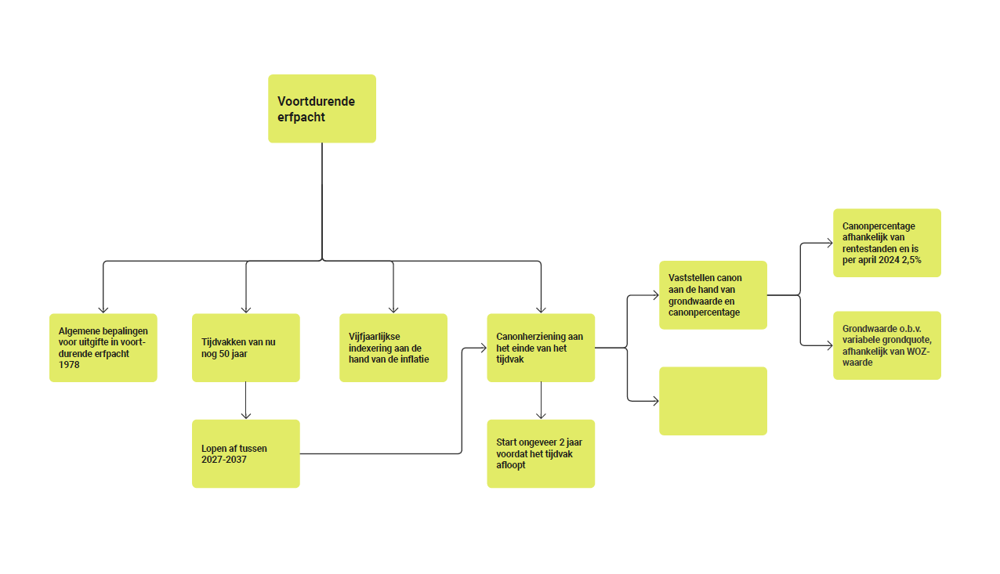 Voortdurende
erfpacht
Algemene bepalingen
voor uitgifte in voort-
durende erfpacht
1978
Tijdvakken van nu
nog 50 jaar
Vijfjaarlijkse
indexering aan de
hand van de inflatie
Canonherziening aan
het einde van het
tijdvak
Lopen af tussen
2027-2037
Start ongeveer 2 jaar
voordat het tijdvak
afloopt
Vaststellen canon
aan de hand van
grondwaarde en
canonpercentage
Canonpercentage
afhankelijk van
rentestanden en is
per april 2024 2,5%
Grondwaarde o.b.v.
variabele grondquote,
afhankelijk van WOZ-
waarde